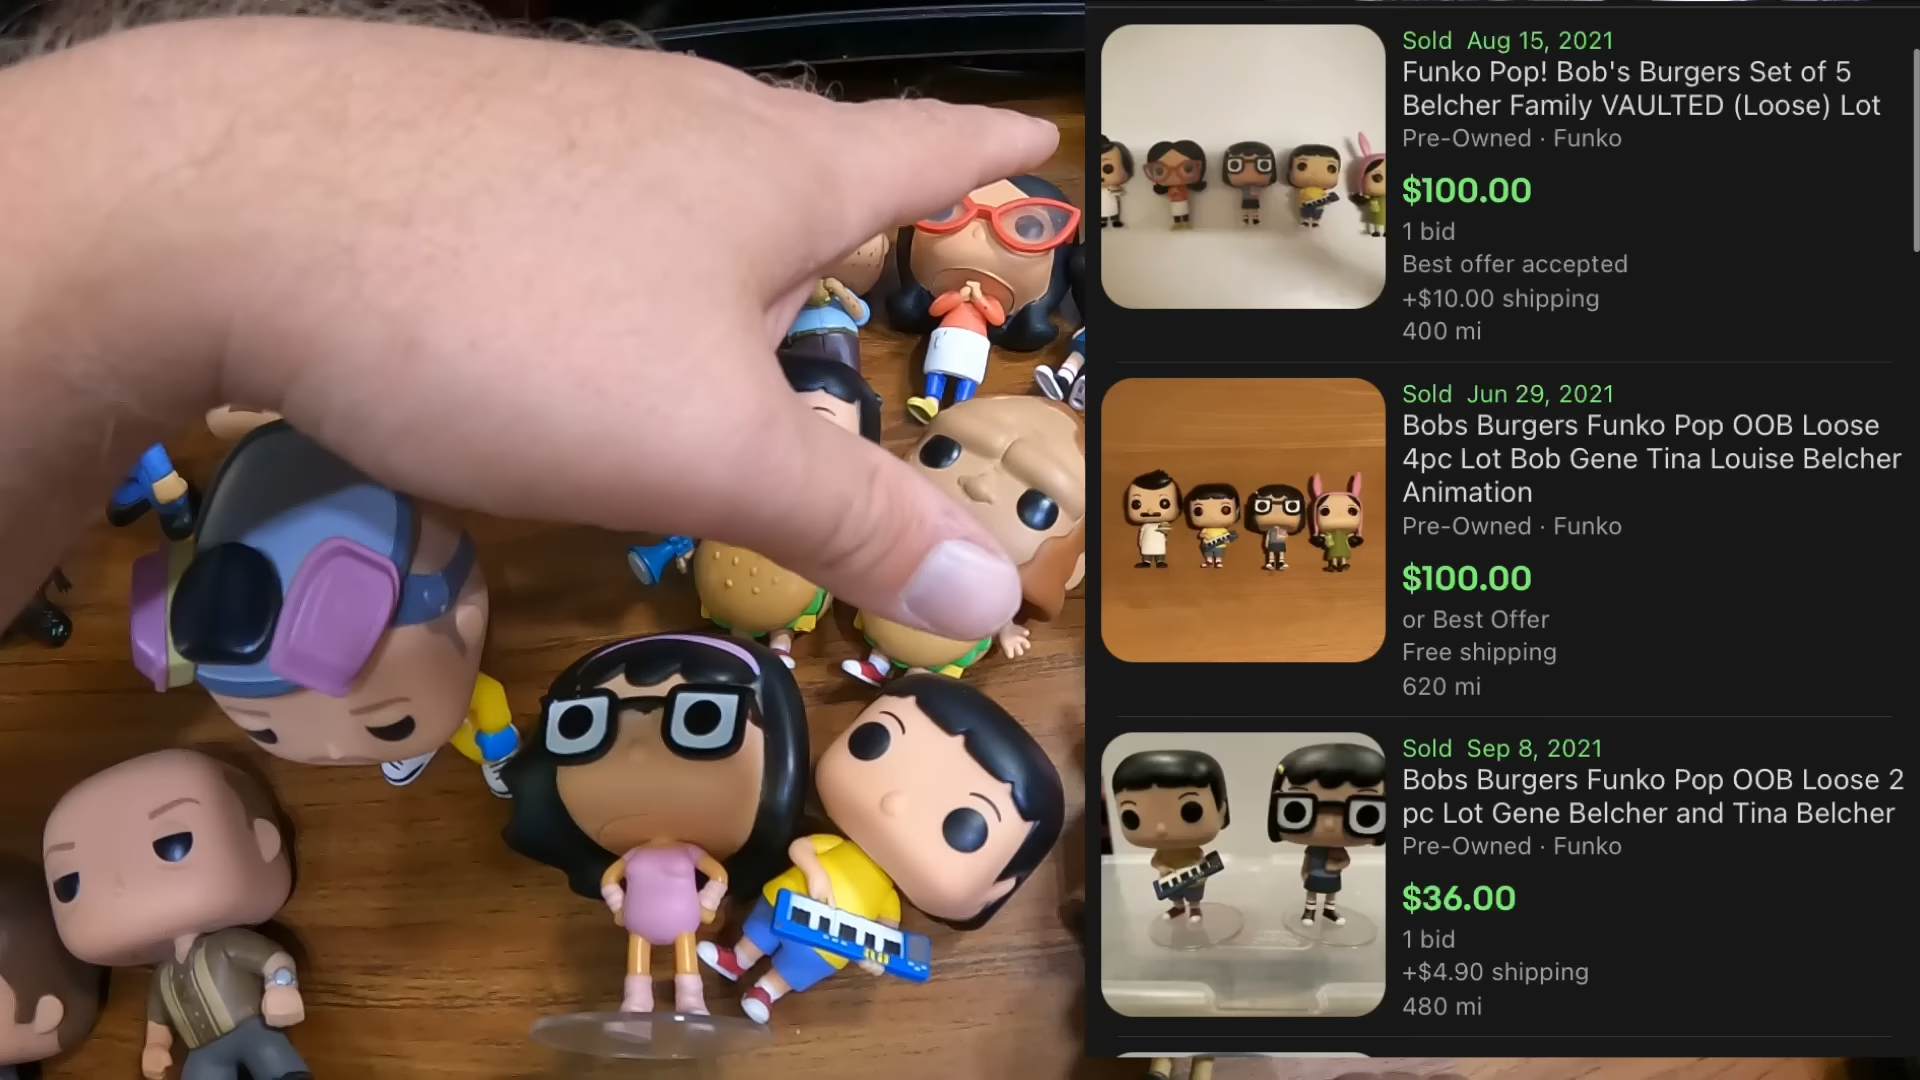 Sold Aug 15, 2021
Funko Pop! Bob's Burgers Set of 5
Belcher Family VAULTED (Loose) Lot
Pre-Owned · Funko
$100.00
1 bid
Best offer accepted
+$10.00 shipping
400 mi
Sold Jun 29, 2021
Bobs Burgers Funko Pop OOB Loose
4pc Lot Bob Gene Tina Louise Belcher
Animation
Pre-Owned · Funko
$100.00
or Best Offer
Free shipping
620 mi
Sold Sep 8, 2021
Bobs Burgers Funko Pop OOB Loose 2
pc Lot Gene Belcher and Tina Belcher
Pre-Owned · Funko
$36.00
1 bid
+$4.90 shipping
480 mi